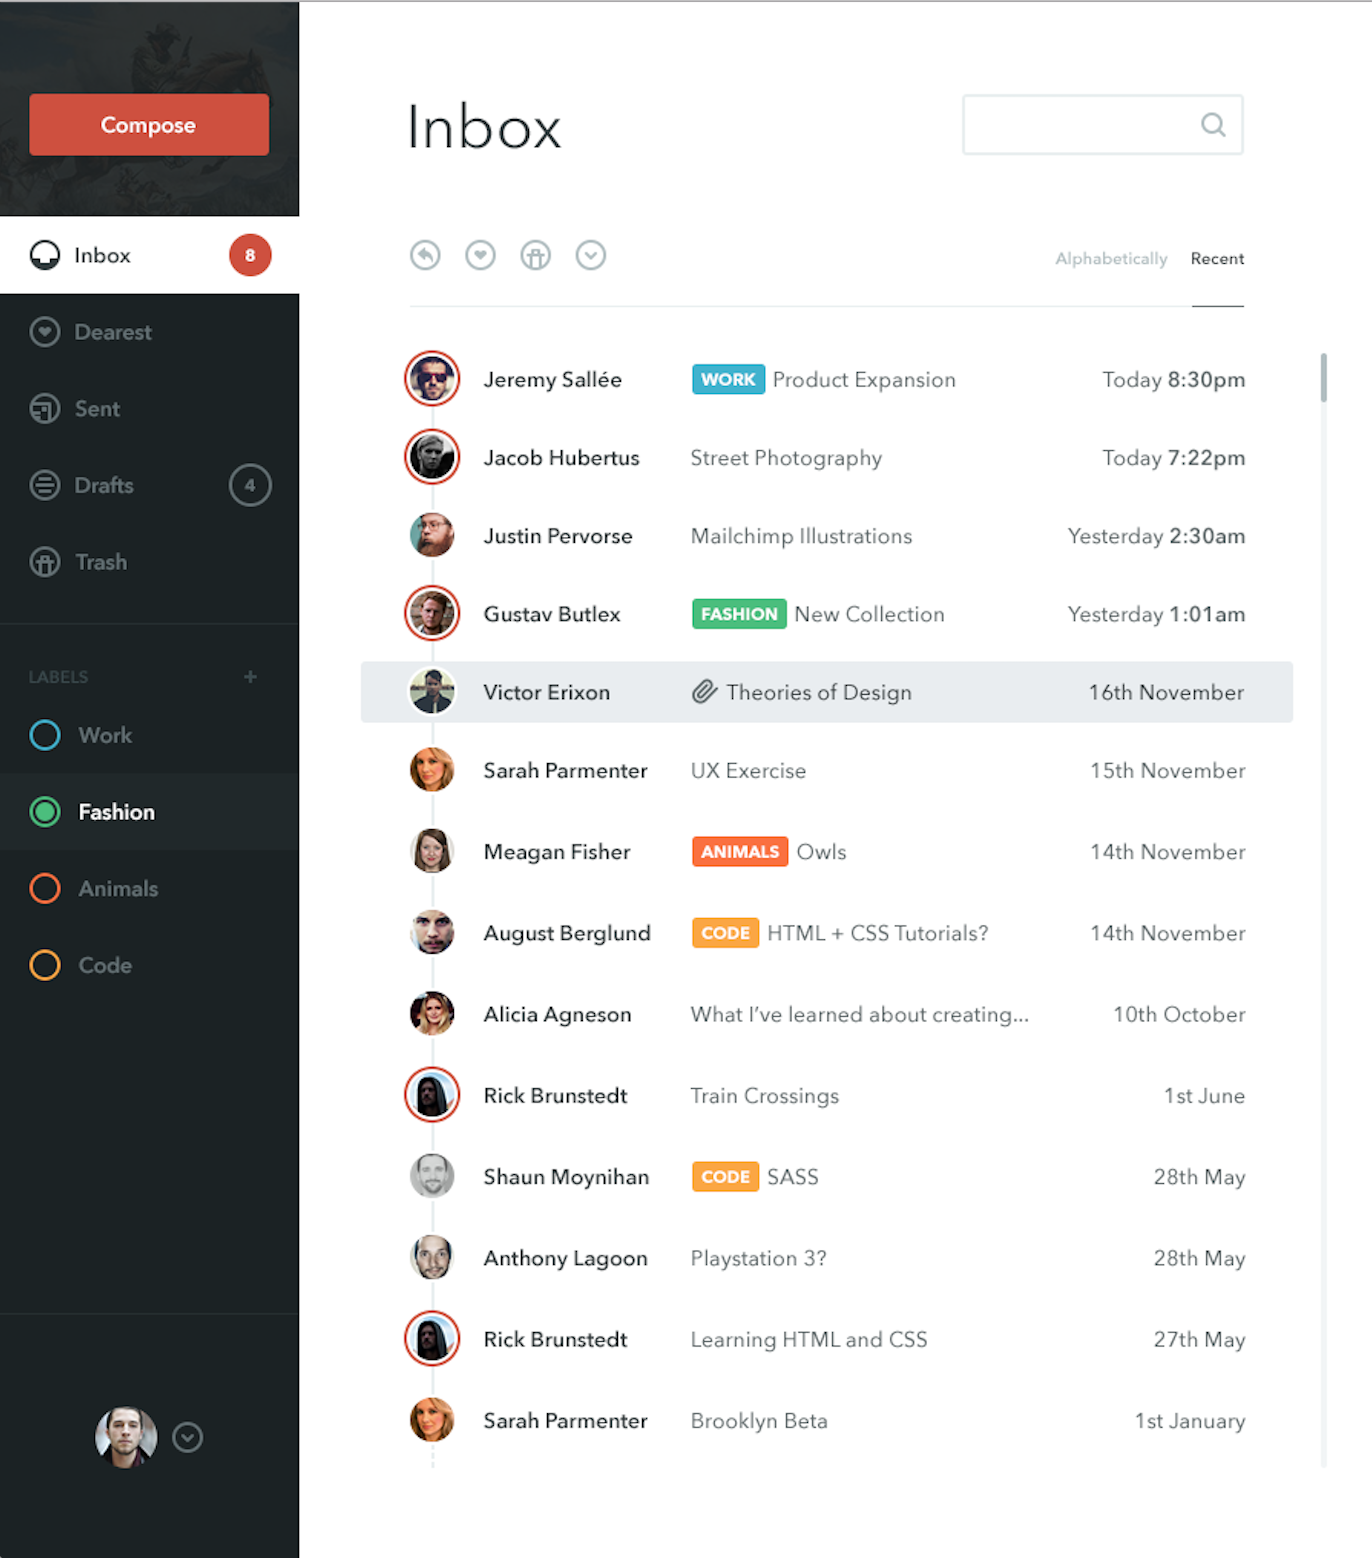 Compose
Inbox 8
Dearest
Sent
Drafts 4
Trash
LABELS +
Work
Fashion
Animals
Code
Inbox
Alphabetically Recent
Jeremy Sallée WORK Product Expansion Today 8:30pm
Jacob Hubertus Street Photography Today 7:22pm
Justin Pervorse Mailchimp Illustrations Yesterday 2:30am
Gustav Butlex FASHION New Collection Yesterday 1:01am
Victor Erixon Theories of Design 16th November
Sarah Parmenter UX Exercise 15th November
Meagan Fisher ANIMALS Owls 14th November
August Berglund CODE HTML + CSS Tutorials? 14th November
Alicia Agneson What I’ve learned about creating... 10th October
Rick Brunstedt Train Crossings 1st June
Shaun Moynihan CODE SASS 28th May
Anthony Lagoon Playstation 3? 28th May
Rick Brunstedt Learning HTML and CSS 27th May
Sarah Parmenter Brooklyn Beta 1st January